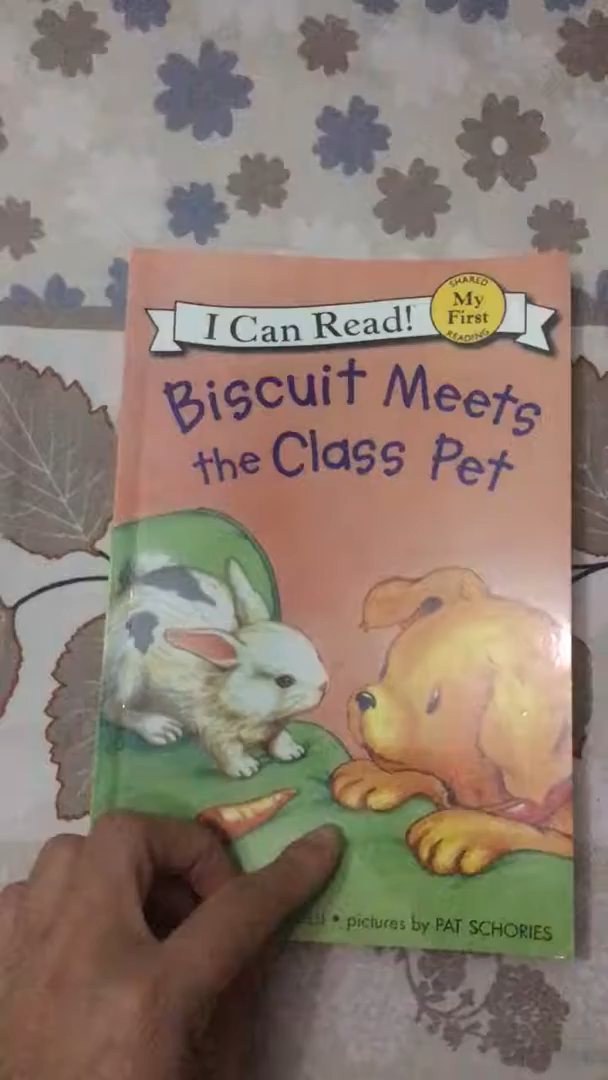 I Can Read!
SHARED
My
First
READING
Biscuit Meets
the Class Pet
• pictures by PAT SCHORIES